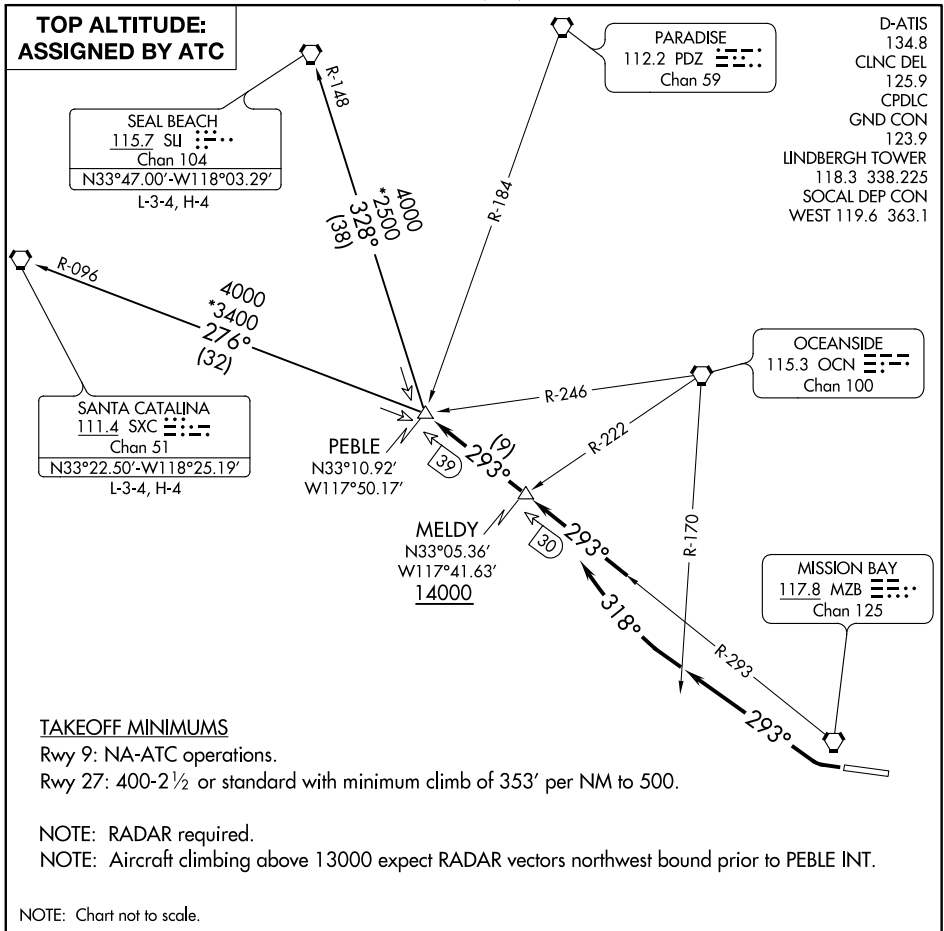 TOP ALTITUDE:
ASSIGNED BY ATC
D-ATIS
134.8
CLNC DEL
125.9
CPDLC
GND CON
123.9
LINDBERGH TOWER
118.3 338.225
SOCAL DEP CON
WEST 119.6 363.1
PARADISE
112.2 PDZ
Chan 59
SEAL BEACH
115.7 SLI
Chan 104
N33°47.00'-W118°03.29'
L-3-4, H-4
R-148
4000
*2500
328°
(38)
R-184
R-096
4000
*3400
276°
(32)
SANTA CATALINA
111.4 SXC
Chan 51
N33°22.50'-W118°25.19'
L-3-4, H-4
OCEANSIDE
115.3 OCN
Chan 100
R-246
R-222
R-170
PEBLE
N33°10.92'
W117°50.17'
(9)
293°
39
MELDY
N33°05.36'
W117°41.63'
14000
30
293°
318°
MISSION BAY
117.8 MZB
Chan 125
R-293
293°
TAKEOFF MINIMUMS
Rwy 9: NA-ATC operations.
Rwy 27: 400-2½ or standard with minimum climb of 353' per NM to 500.
NOTE: RADAR required.
NOTE: Aircraft climbing above 13000 expect RADAR vectors northwest bound prior to PEBLE INT.
NOTE: Chart not to scale.